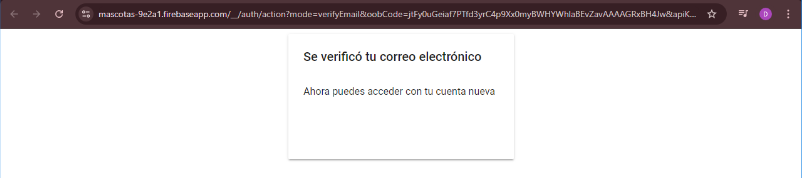 mascotas-9e2a1.firebaseapp.com/__/auth/action?mode=verifyEmail&oobCode=jtFy0uGeiaf7PTfd3yrC4p9Xx0myBWHYWhlaBEvZavAAAAGRxBH4Jw&apiK...
D
Se verificó tu correo electrónico
Ahora puedes acceder con tu cuenta nueva